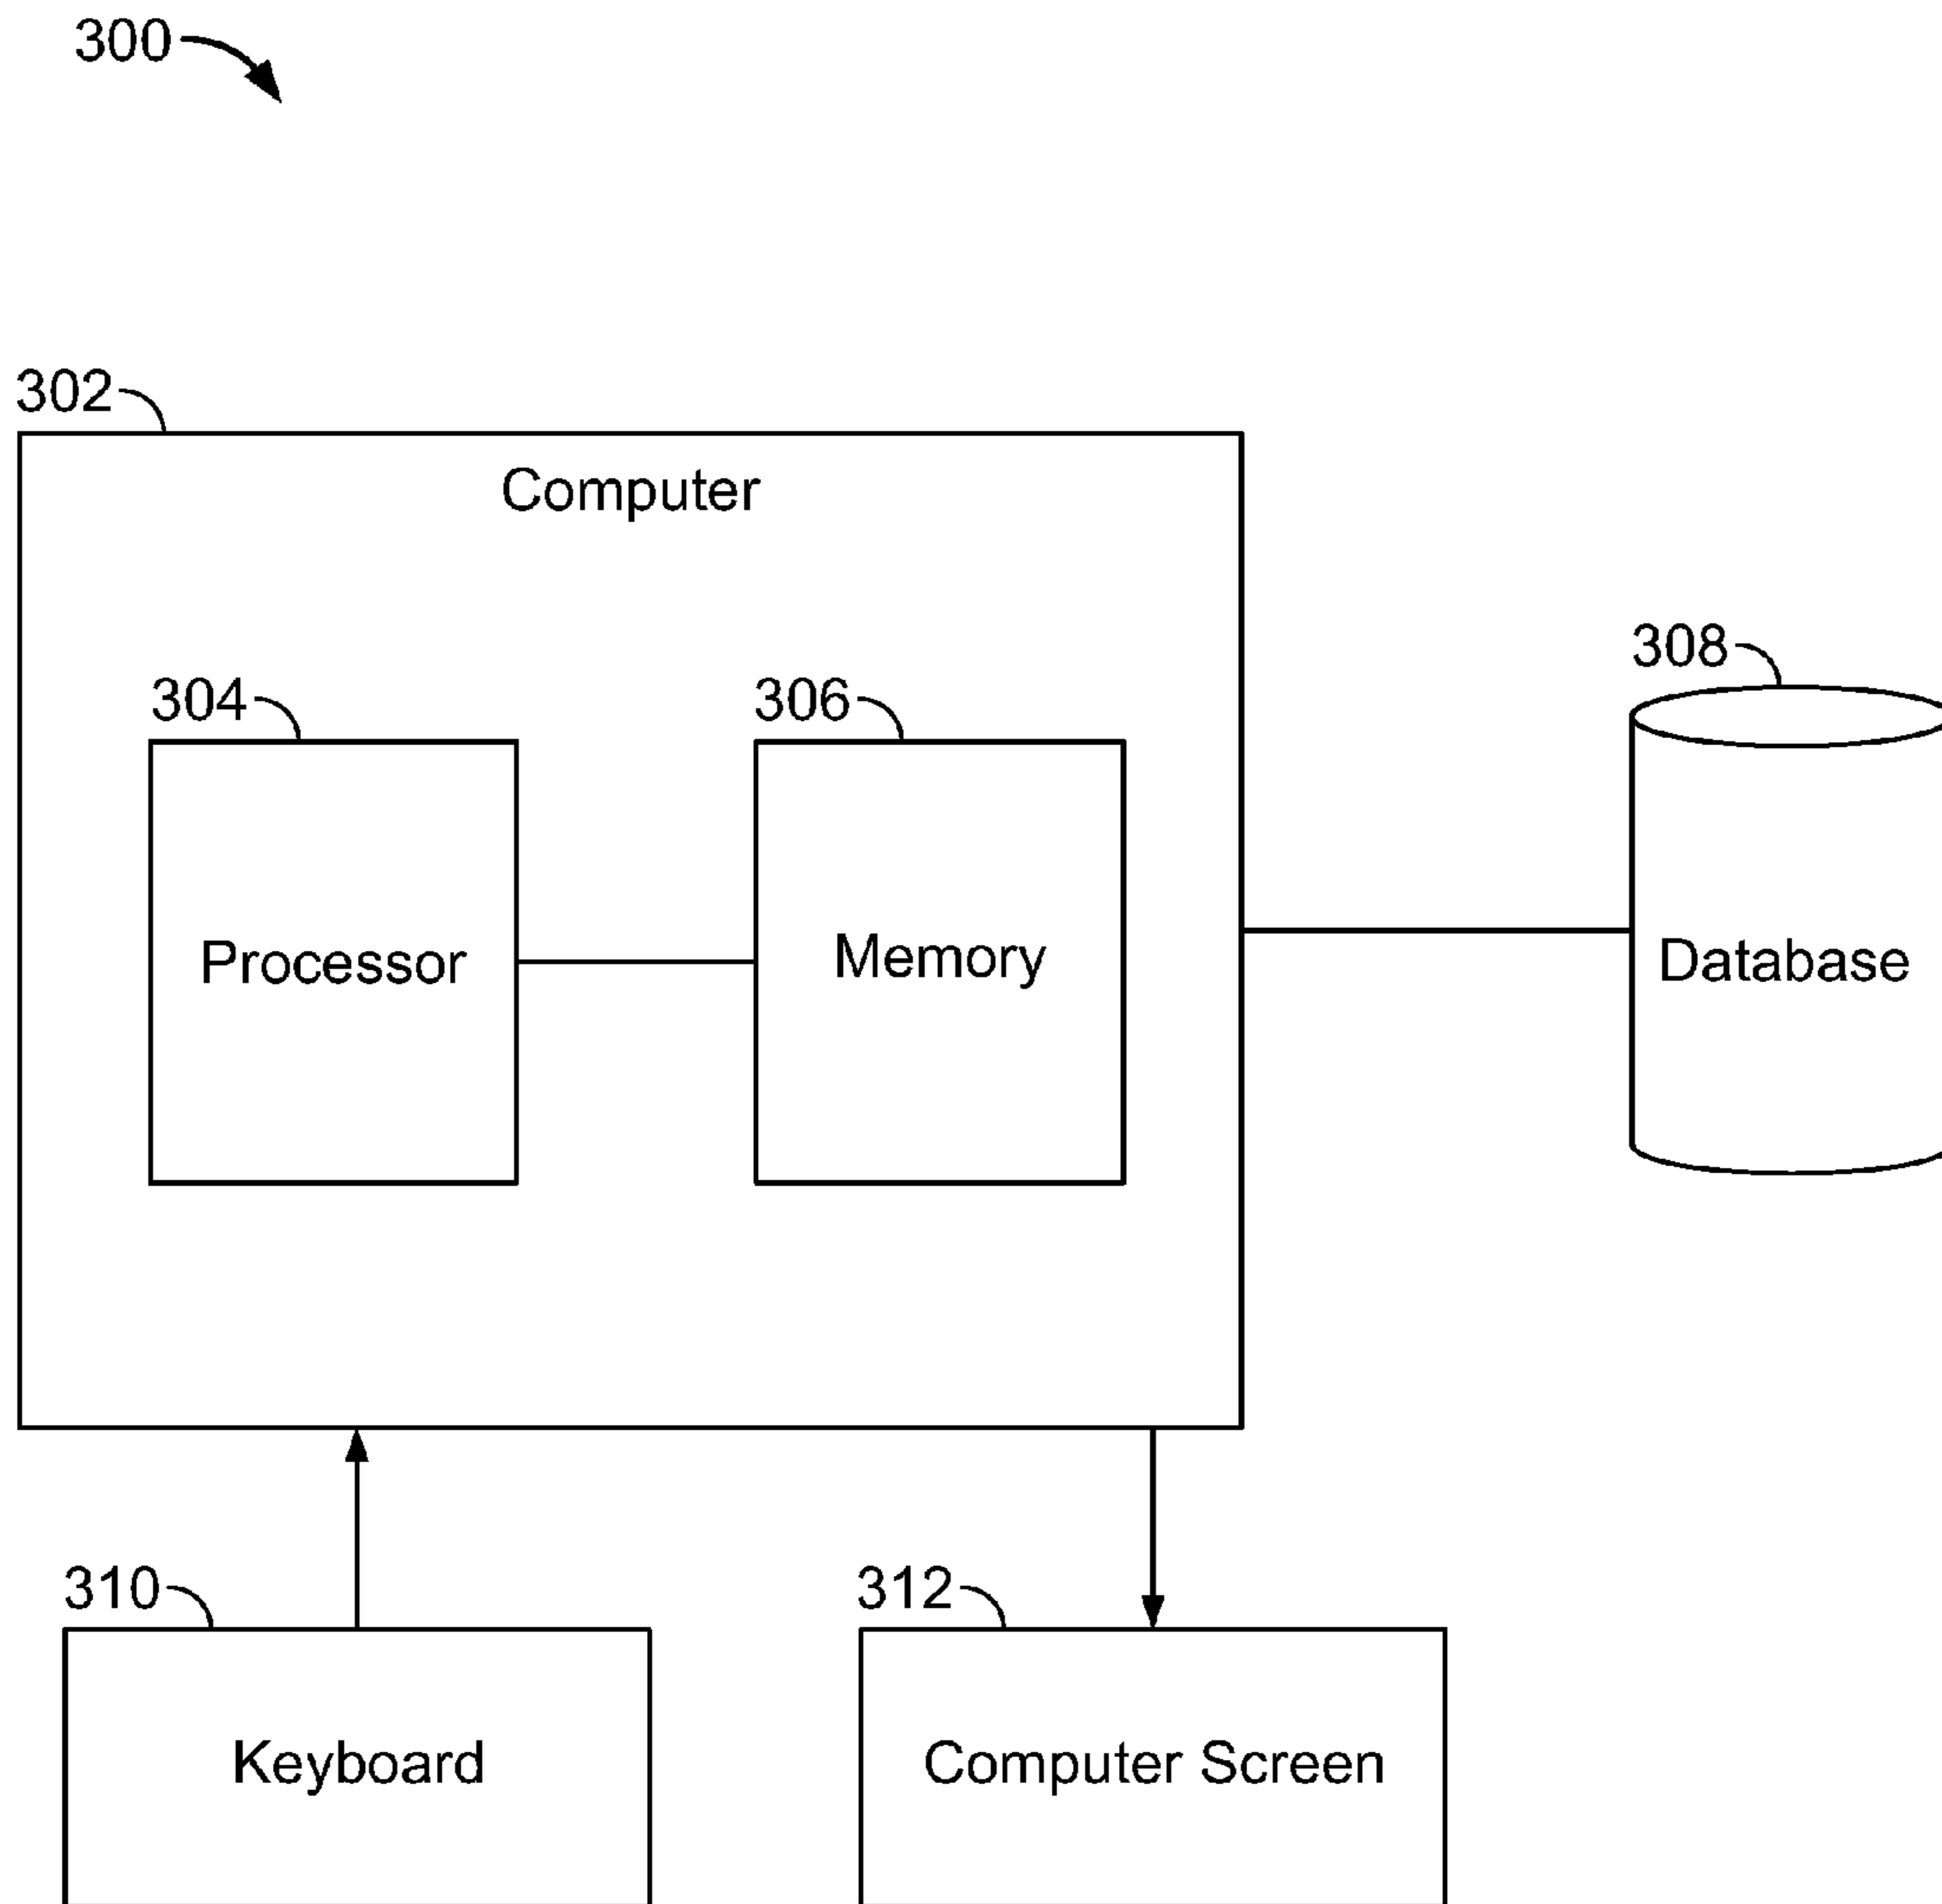 300
302
Computer
308
304
306
Processor
Memory
Database
310
312
Keyboard
Computer Screen